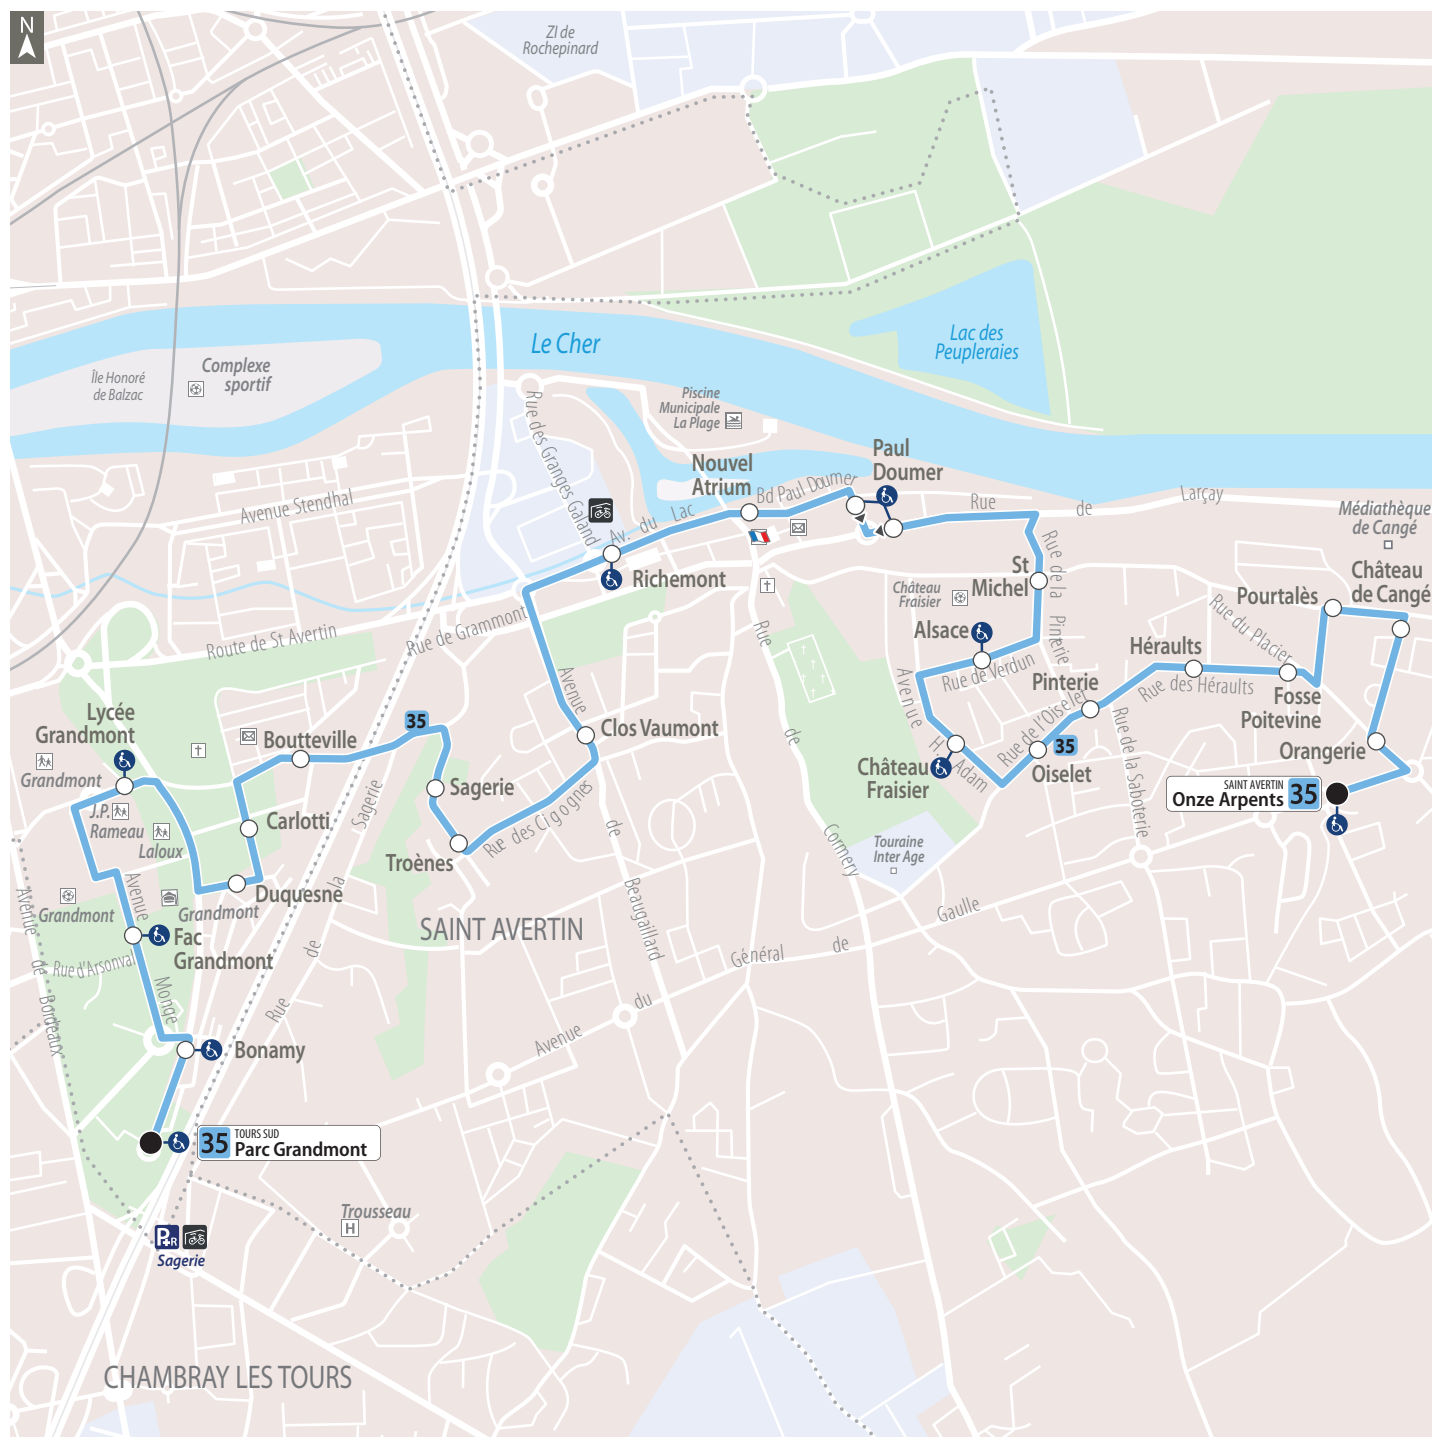 N
ZI de
Rochepinard
Le Cher
Lac des
Peupleraies
Complexe
sportif
Île Honoré
de Balzac
Piscine
Municipale
La Plage
Rue des Granges Galand
Nouvel
Atrium
Paul
Doumer
Bd Paul Doumer
Rue de Larçay
Avenue Stendhal
Av. du Lac
Médiathèque
de Cangé
Château
de Cangé
Richemont
St
Michel
Rue de la Pinterie
Château
Fraisier
Alsace
Pourtalès
Rue du Placier
Route de St Avertin
Rue de Grammont
Rue de Cormery
Avenue H. Adam
Rue de Verdun
Héraults
Rue des Héraults
Pinterie
Fosse
Poitevine
Orangerie
Lycée
Grandmont
Grandmont
35
Boutteville
Avenue de Beaugaillard
Clos Vaumont
Rue de l'Oiselet
35
Oiselet
Rue de la Saboterie
Château
Fraisier
SAINT AVERTIN
Onze Arpents
35
Sagerie
Rue de la Sagerie
Rue des Cigognes
J.P.
Rameau
Laloux
Carlotti
Troènes
Touraine
Inter Age
Duquesne
Grandmont
Grandmont
Avenue Monge
Avenue de Bordeaux
Fac
Grandmont
Rue d'Arsonval
SAINT AVERTIN
Avenue du Général de Gaulle
Bonamy
35
TOURS SUD
Parc Grandmont
Trousseau
H
P+R
Sagerie
CHAMBRAY LES TOURS